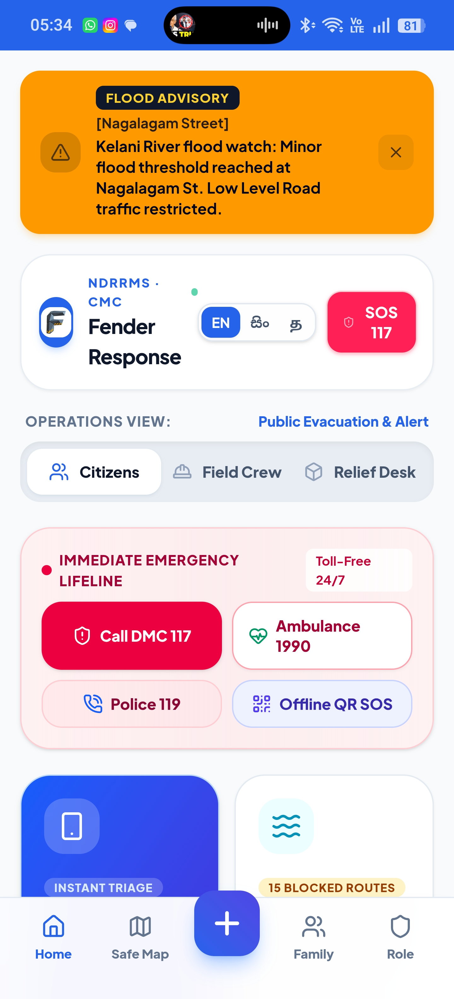 05:34
Vo
LTE
81
FLOOD ADVISORY
[Nagalagam Street]
Kelani River flood watch: Minor
flood threshold reached at
Nagalagam St. Low Level Road
traffic restricted.
NDRRMS ·
CMC
Fender
Response
EN
සිං
த
SOS
117
OPERATIONS VIEW:
Public Evacuation & Alert
Citizens
Field Crew
Relief Desk
IMMEDIATE EMERGENCY
LIFELINE
Toll-Free
24/7
Call DMC 117
Ambulance
1990
Police 119
Offline QR SOS
INSTANT TRIAGE
15 BLOCKED ROUTES
Home
Safe Map
Family
Role